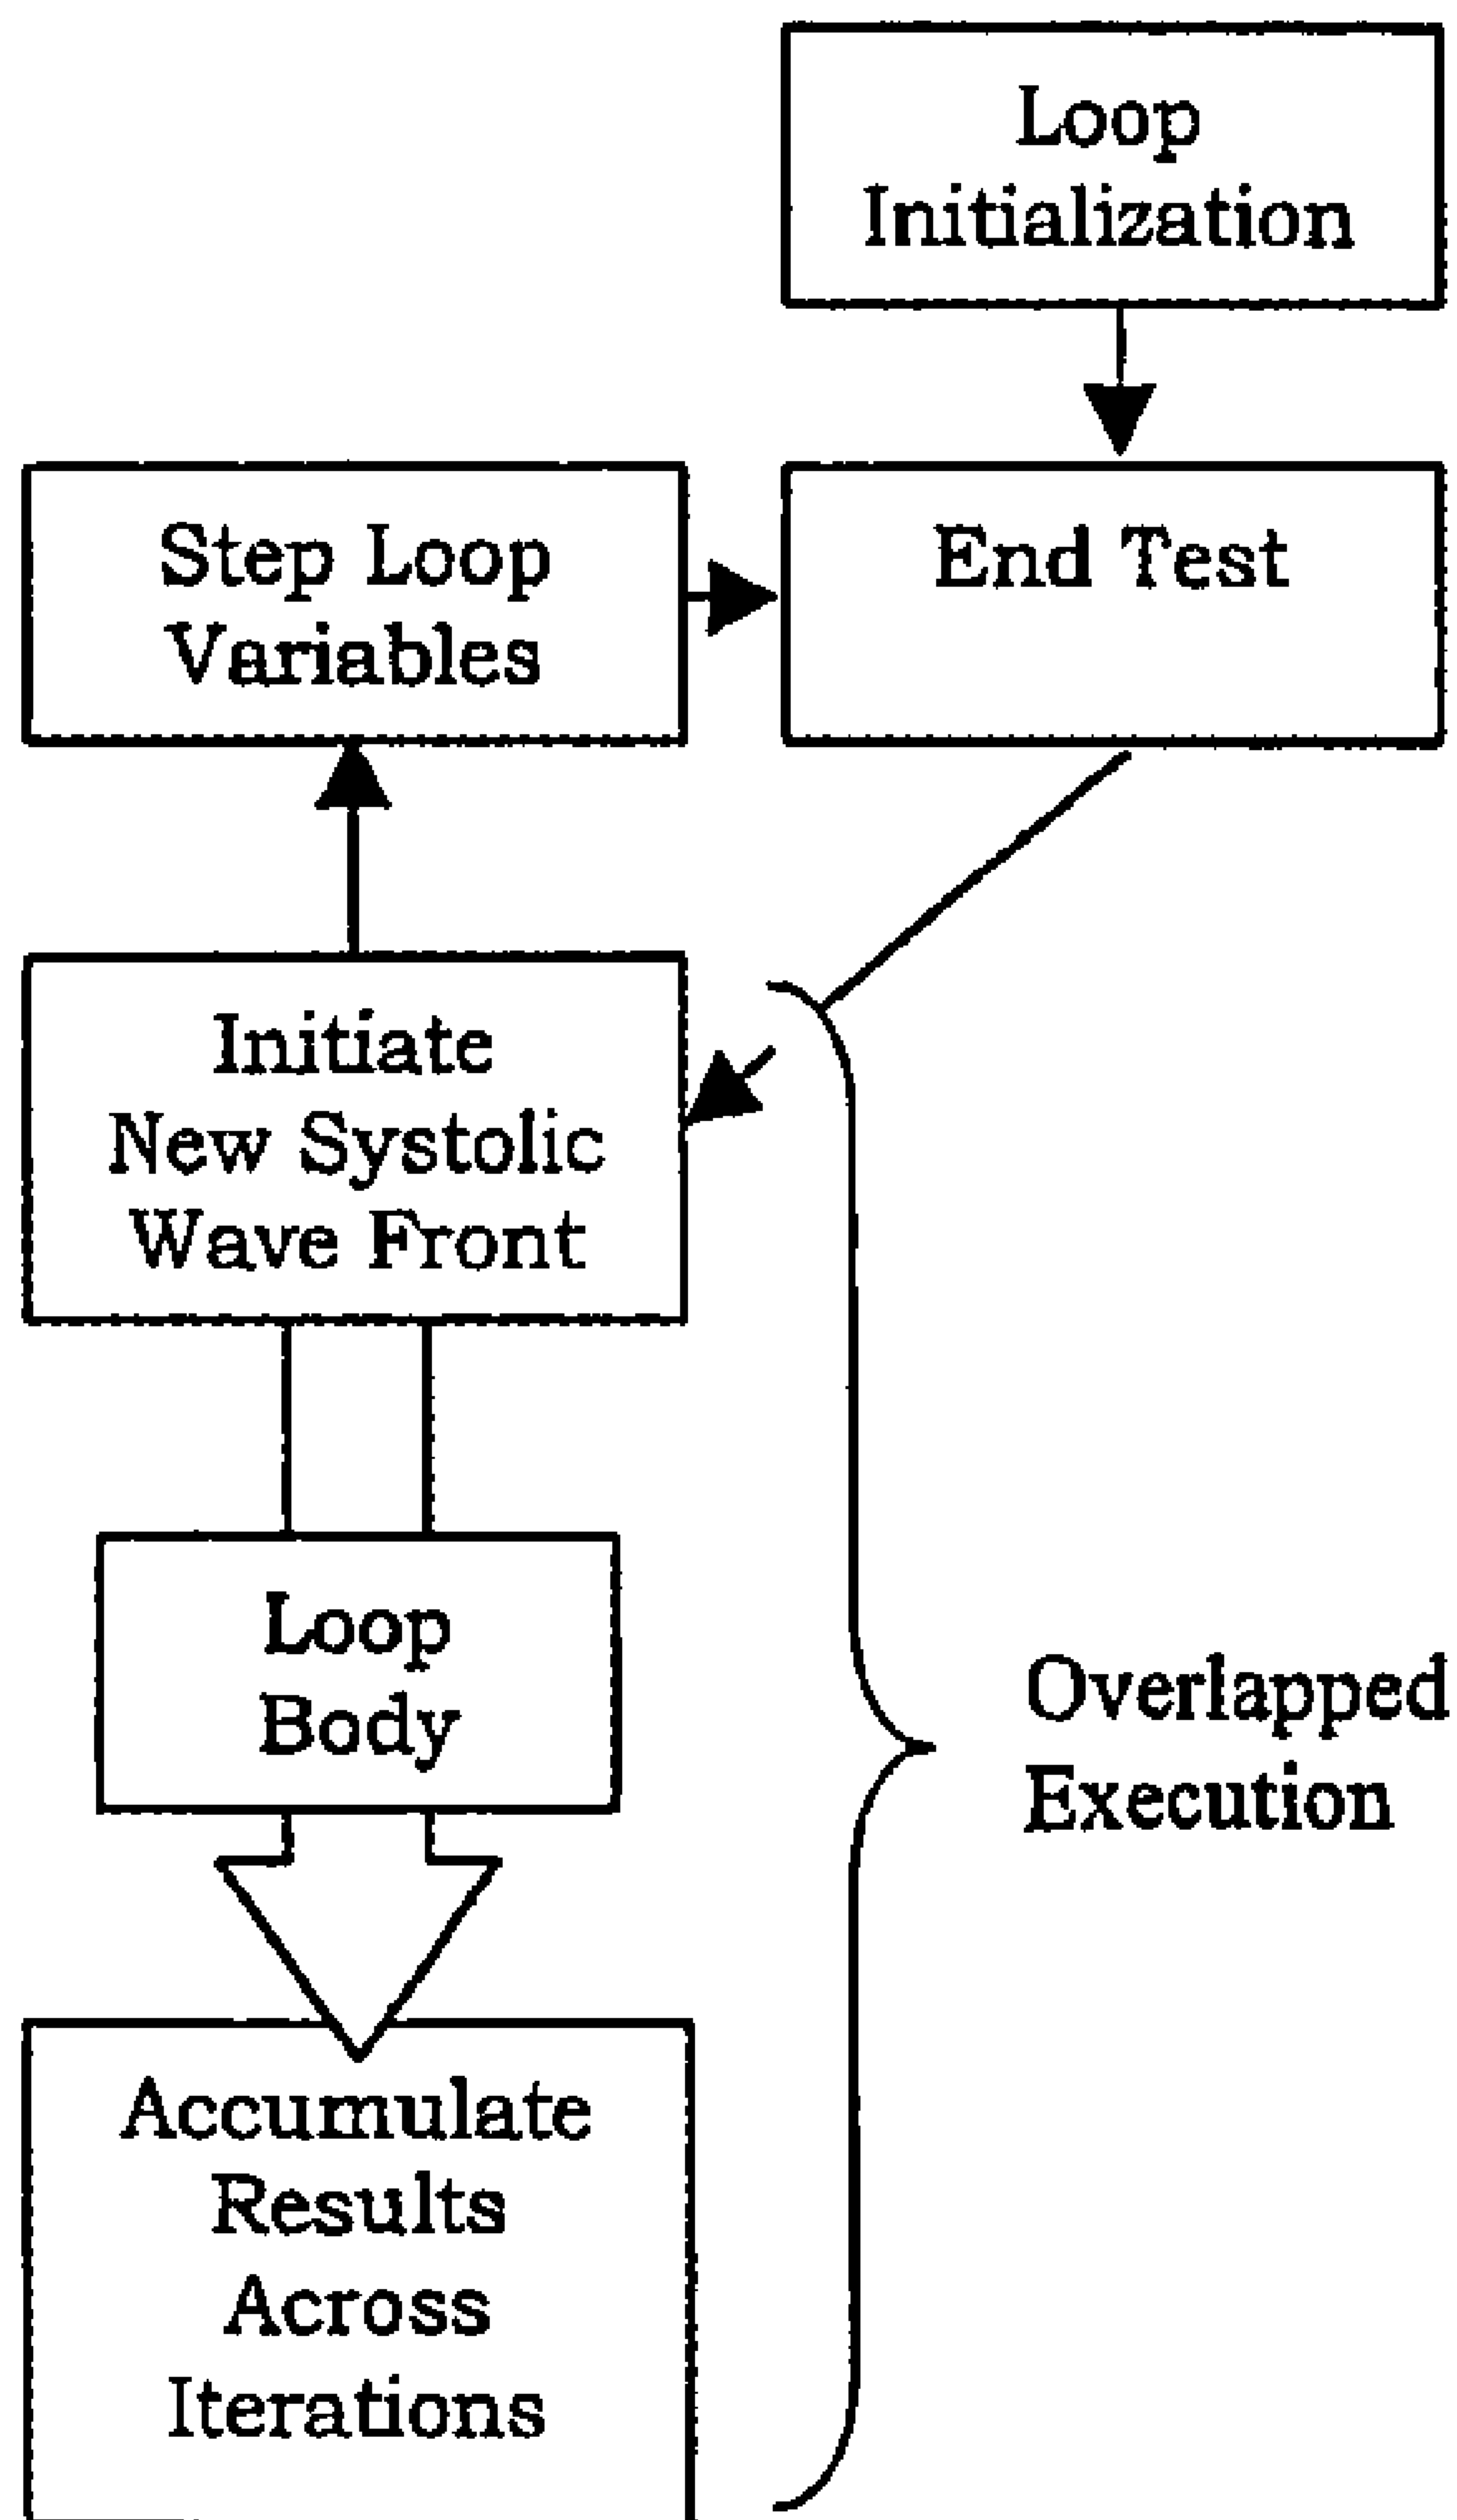 Loop
Initialization
Step Loop
Variables
End Test
Initiate
New Systolic
Wave Front
Loop
Body
Overlapped
Execution
Accumulate
Results
Across
Iterations